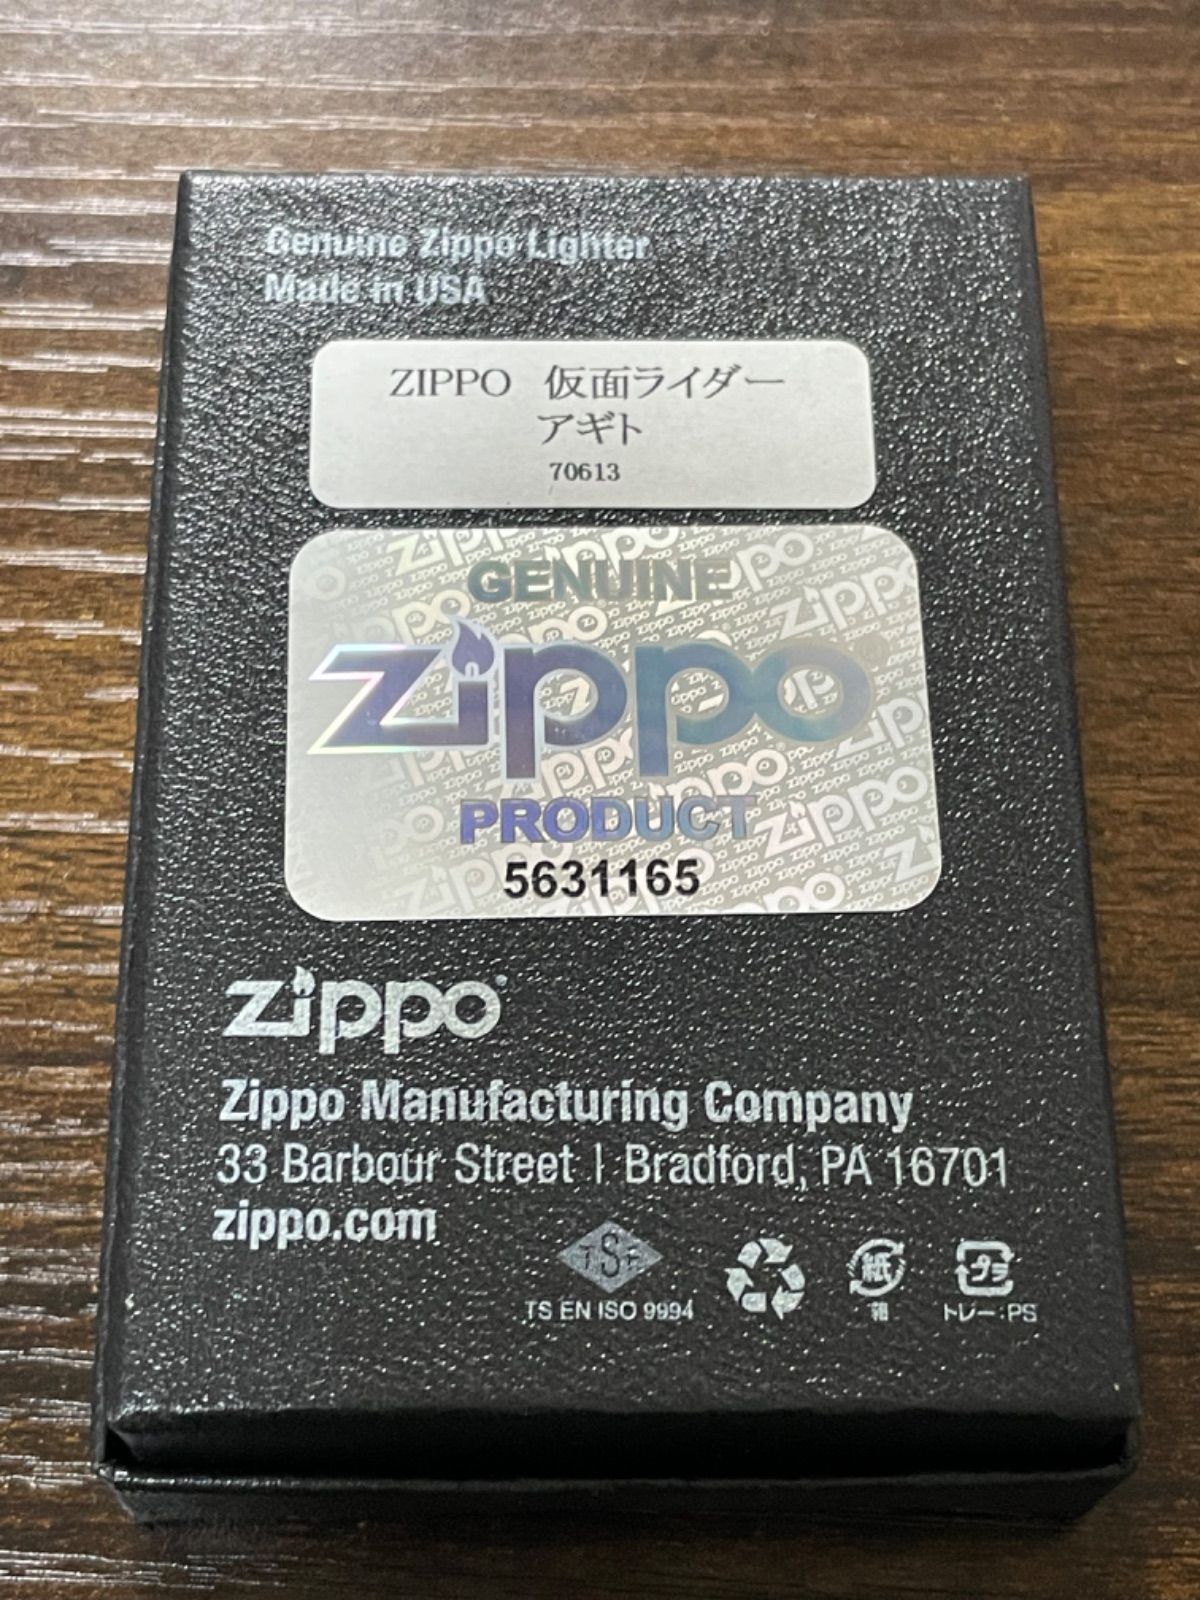 Genuine Zippo Lighter
Made in USA
ZIPPO 仮面ライダー
アギト
70613
GENUINE
zippo
PRODUCT
5631165
zippo
Zippo Manufacturing Company
33 Barbour Street | Bradford, PA 16701
zippo.com
TSE
TS EN ISO 9994
紙
箱
プラ
トレー:PS